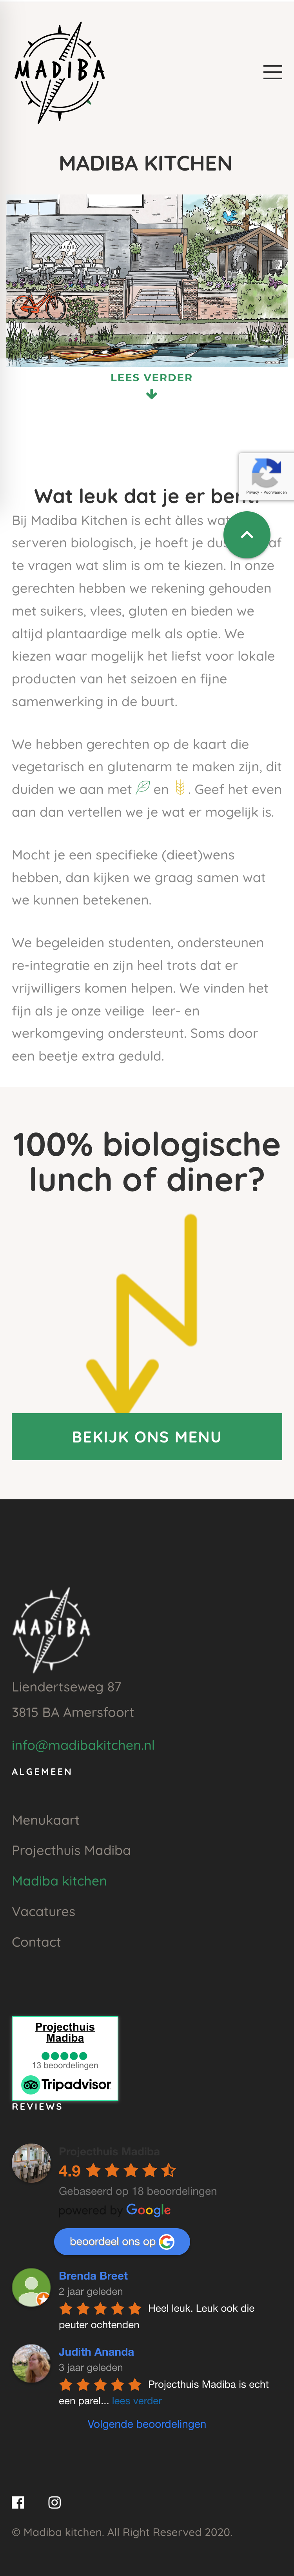 MADIBA
MADIBA KITCHEN
LEES VERDER
Wat leuk dat je er bent!
Privacy - Voorwaarden
Bij Madiba Kitchen is echt àlles wat
serveren biologisch, je hoeft je dus af
te vragen wat slim is om te kiezen. In onze
gerechten hebben we rekening gehouden
met suikers, vlees, gluten en bieden we
altijd plantaardige melk als optie. We
kiezen waar mogelijk het liefst voor lokale
producten van het seizoen en fijne
samenwerking in de buurt.
We hebben gerechten op de kaart die
vegetarisch en glutenarm te maken zijn, dit
duiden we aan met en . Geef het even
aan dan vertellen we je wat er mogelijk is.
Mocht je een specifieke (dieet)wens
hebben, dan kijken we graag samen wat
we kunnen betekenen.
We begeleiden studenten, ondersteunen
re-integratie en zijn heel trots dat er
vrijwilligers komen helpen. We vinden het
fijn als je onze veilige leer- en
werkomgeving ondersteunt. Soms door
een beetje extra geduld.
100% biologische
lunch of diner?
BEKIJK ONS MENU
MADIBA
Liendertseweg 87
3815 BA Amersfoort
info@madibakitchen.nl
ALGEMEEN
Menukaart
Projecthuis Madiba
Madiba kitchen
Vacatures
Contact
Projecthuis
Madiba
13 beoordelingen
Tripadvisor
REVIEWS
Projecthuis Madiba
4.9
Gebaseerd op 18 beoordelingen
powered by Google
beoordeel ons op G
Brenda Breet
2 jaar geleden
Heel leuk. Leuk ook die
peuter ochtenden
Judith Ananda
3 jaar geleden
Projecthuis Madiba is echt
een parel... lees verder
Volgende beoordelingen
© Madiba kitchen. All Right Reserved 2020.